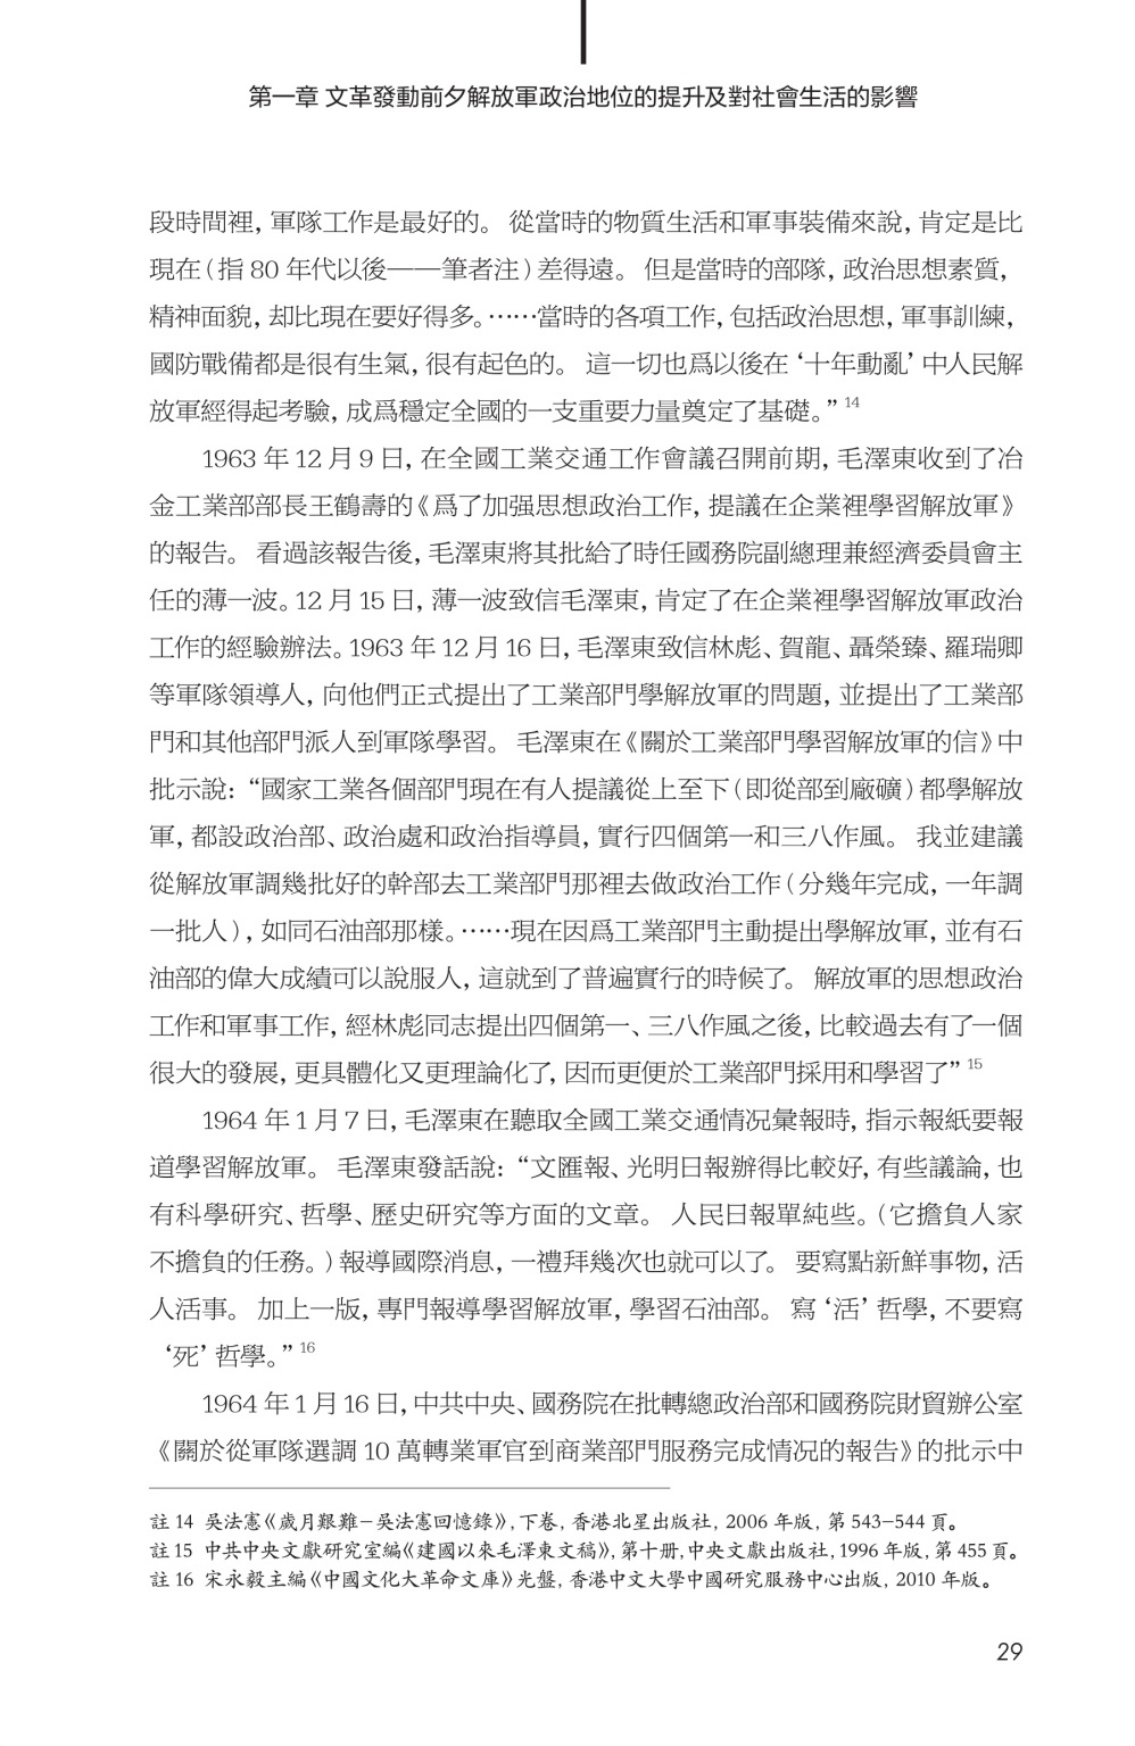 第一章 文革發動前夕解放軍政治地位的提升及對社會生活的影響
段時間裡，軍隊工作是最好的。 從當時的物質生活和軍事裝備來說，肯定是比
現在（指 80 年代以後——筆者注）差得遠。 但是當時的部隊，政治思想素質，
精神面貌，却比現在要好得多。……當時的各項工作，包括政治思想，軍事訓練，
國防戰備都是很有生氣，很有起色的。 這一切也爲以後在‘十年動亂’中人民解
放軍經得起考驗，成爲穩定全國的一支重要力量奠定了基礎。” 14
1963 年 12 月 9 日，在全國工業交通工作會議召開前期，毛澤東收到了冶
金工業部部長王鶴壽的《爲了加强思想政治工作，提議在企業裡學習解放軍》
的報告。 看過該報告後，毛澤東將其批給了時任國務院副總理兼經濟委員會主
任的薄一波。12 月 15 日，薄一波致信毛澤東，肯定了在企業裡學習解放軍政治
工作的經驗辦法。1963 年 12 月 16 日，毛澤東致信林彪、賀龍、聶榮臻、羅瑞卿
等軍隊領導人，向他們正式提出了工業部門學解放軍的問題，並提出了工業部
門和其他部門派人到軍隊學習。 毛澤東在《關於工業部門學習解放軍的信》中
批示說：“國家工業各個部門現在有人提議從上至下（即從部到廠礦）都學解放
軍，都設政治部、政治處和政治指導員，實行四個第一和三八作風。 我並建議
從解放軍調幾批好的幹部去工業部門那裡去做政治工作（分幾年完成，一年調
一批人），如同石油部那樣。……現在因爲工業部門主動提出學解放軍，並有石
油部的偉大成績可以說服人，這就到了普遍實行的時候了。 解放軍的思想政治
工作和軍事工作，經林彪同志提出四個第一、三八作風之後，比較過去有了一個
很大的發展，更具體化又更理論化了，因而更便於工業部門採用和學習了” 15
1964 年 1 月 7 日，毛澤東在聽取全國工業交通情况彙報時，指示報紙要報
道學習解放軍。 毛澤東發話說：“文匯報、光明日報辦得比較好，有些議論，也
有科學研究、哲學、歷史研究等方面的文章。 人民日報單純些。（它擔負人家
不擔負的任務。）報導國際消息，一禮拜幾次也就可以了。 要寫點新鮮事物，活
人活事。 加上一版，專門報導學習解放軍，學習石油部。 寫‘活’哲學，不要寫
‘死’哲學。” 16
1964 年 1 月 16 日，中共中央、國務院在批轉總政治部和國務院財貿辦公室
《關於從軍隊選調 10 萬轉業軍官到商業部門服務完成情况的報告》的批示中
註 14 吳法憲《歲月艱難－吳法憲回憶錄》，下卷，香港北星出版社，2006 年版，第 543–544 頁。
註 15 中共中央文獻研究室編《建國以來毛澤東文稿》，第十册，中央文獻出版社，1996 年版，第 455 頁。
註 16 宋永毅主編《中國文化大革命文庫》光盤，香港中文大學中國研究服務中心出版，2010 年版。
29